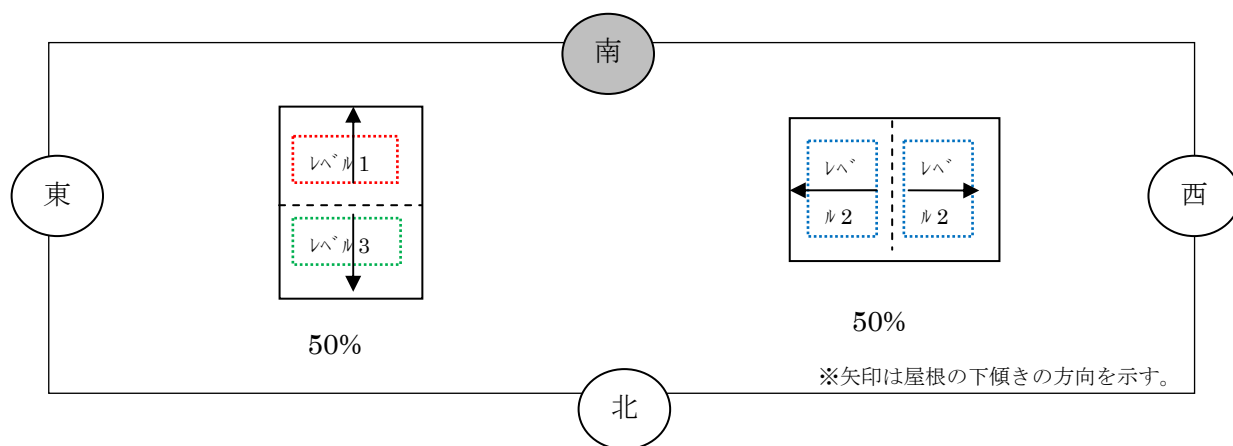 南
東
西
ﾚﾍﾞﾙ1
ﾚﾍﾞﾙ3
50%
ﾚﾍﾞ
ﾙ2
ﾚﾍﾞ
ﾙ2
50%
※矢印は屋根の下傾きの方向を示す。
北